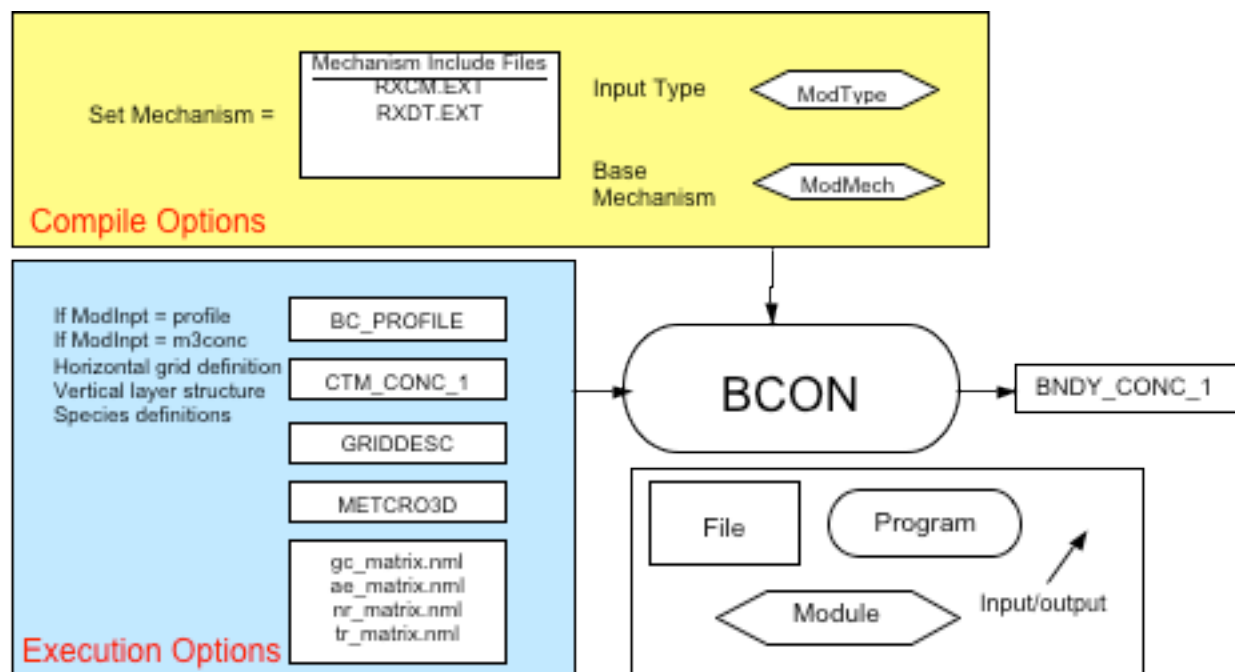 Set Mechanism =
Mechanism Include Files
RXCM.EXT
RXDT.EXT
Input Type
ModType
Base
Mechanism
ModMech
Compile Options
If ModInpt = profile
If ModInpt = m3conc
Horizontal grid definition
Vertical layer structure
Species definitions
BC_PROFILE
CTM_CONC_1
GRIDDESC
METCRO3D
gc_matrix.nml
ae_matrix.nml
nr_matrix.nml
tr_matrix.nml
Execution Options
BCON
BNDY_CONC_1
File
Program
Module
Input/output